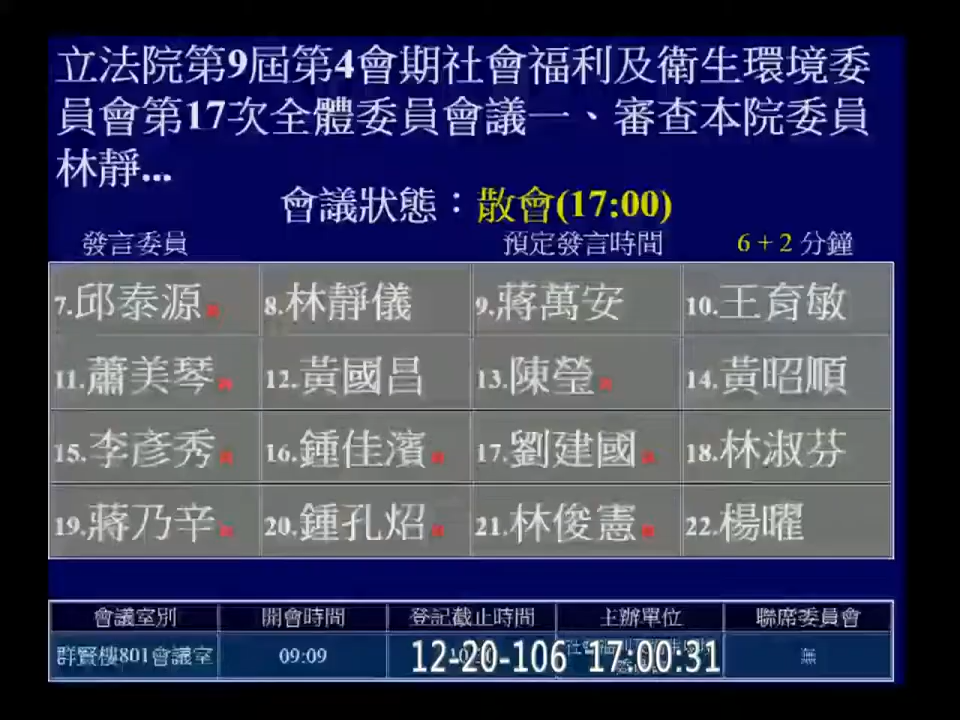 立法院第9屆第4會期社會福利及衛生環境委
員會第17次全體委員會議一、審查本院委員
林靜...
會議狀態：散會(17:00)
發言委員 預定發言時間 6 + 2 分鐘
7.邱泰源 8.林靜儀 9.蔣萬安 10.王育敏
11.蕭美琴 12.黃國昌 13.陳瑩 14.黃昭順
15.李彥秀 16.鍾佳濱 17.劉建國 18.林淑芬
19.蔣乃辛 20.鍾孔炤 21.林俊憲 22.楊曜
會議室別 開會時間 登記截止時間 主辦單位 聯席委員會
群賢樓801會議室 09:09 無
12-20-106 17:00:31